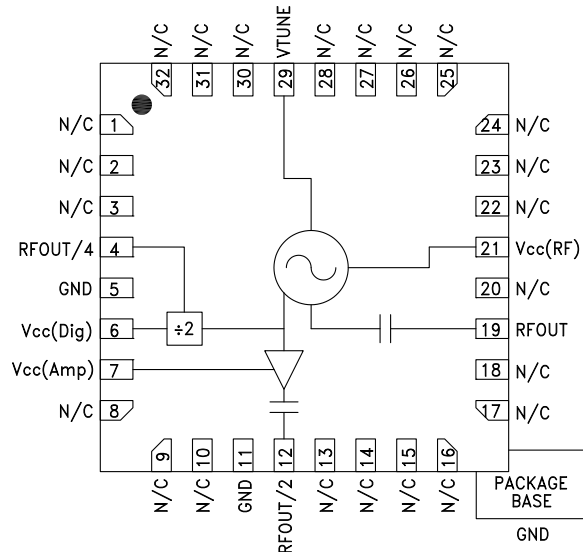 32 N/C
31 N/C
30 N/C
29 VTUNE
28 N/C
27 N/C
26 N/C
25 N/C
N/C 1
N/C 2
N/C 3
RFOUT/4 4
GND 5
Vcc(Dig) 6
Vcc(Amp) 7
N/C 8
÷2
24 N/C
23 N/C
22 N/C
21 Vcc(RF)
20 N/C
19 RFOUT
18 N/C
17 N/C
N/C 9
N/C 10
GND 11
RFOUT/2 12
N/C 13
N/C 14
N/C 15
N/C 16
PACKAGE
BASE
GND